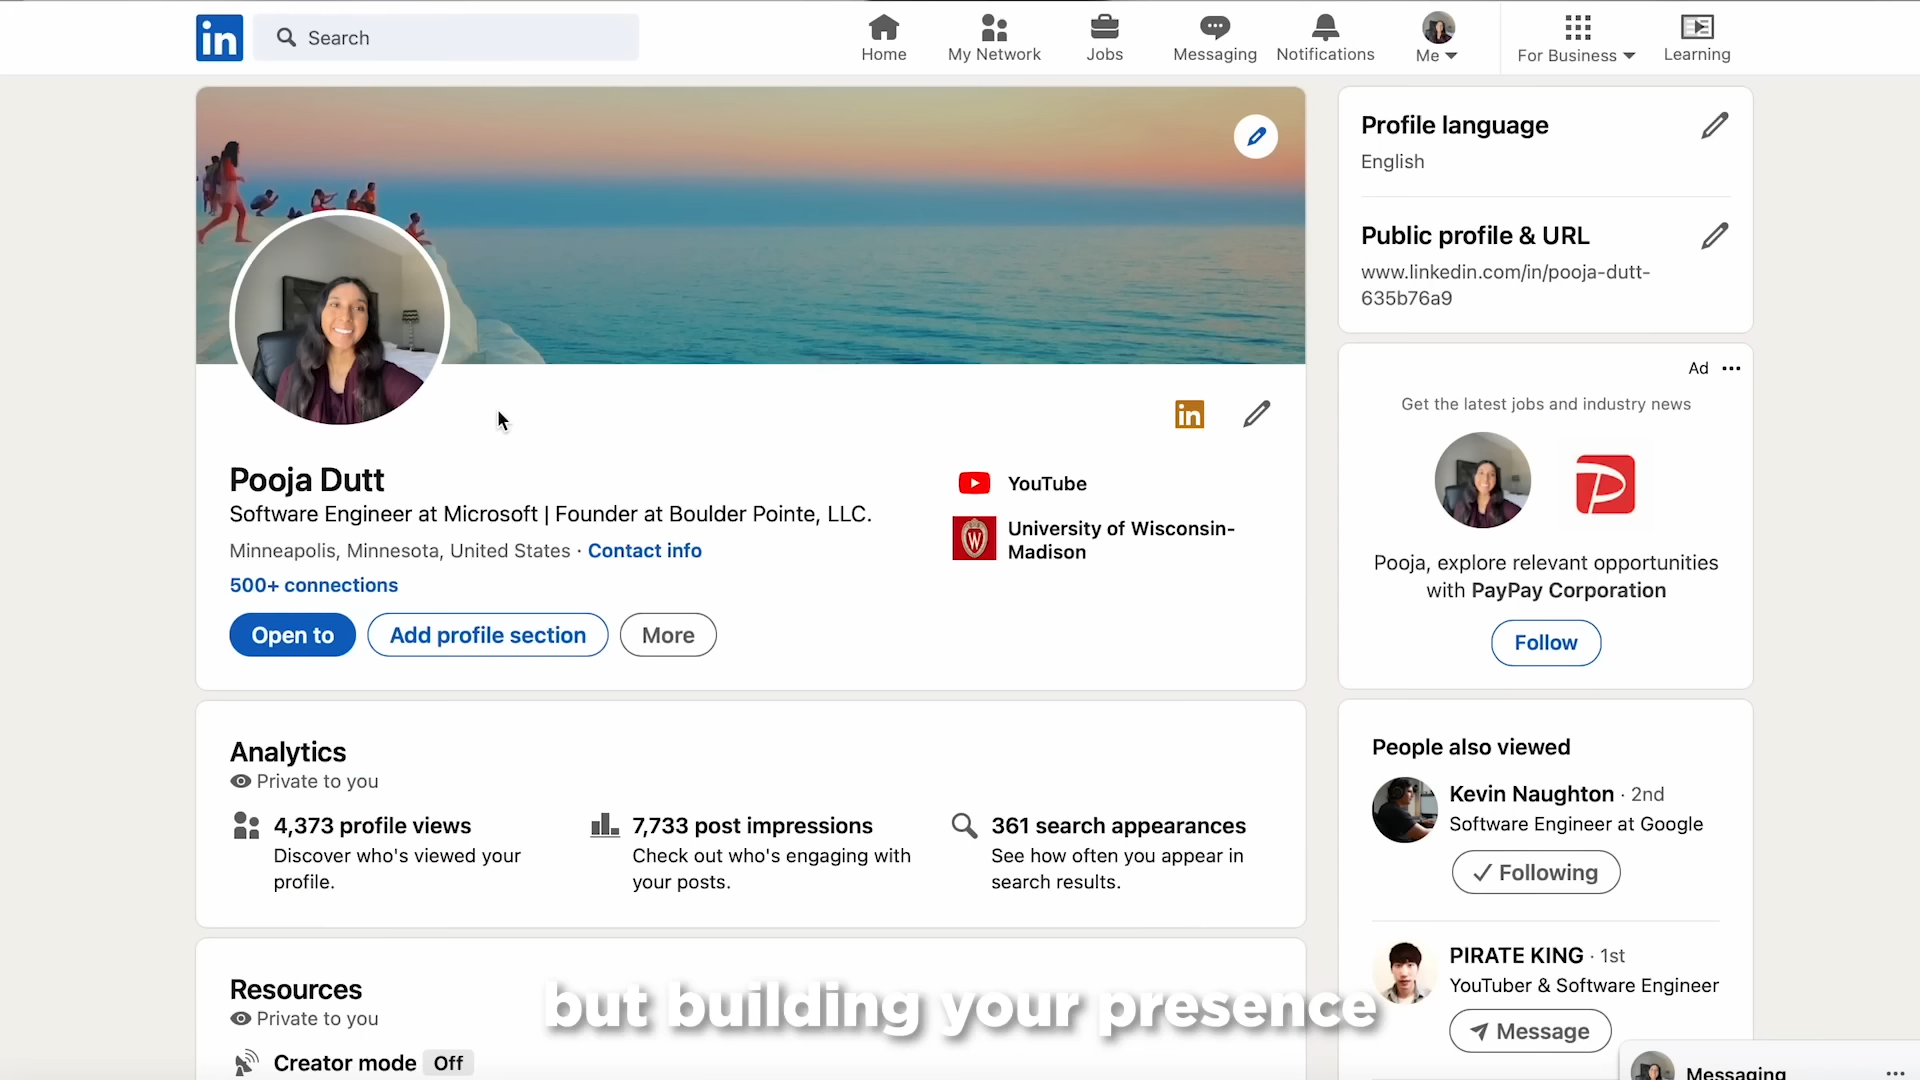 in
Search
Home
My Network
Jobs
Messaging
Notifications
Me
For Business
Learning
in
Pooja Dutt
Software Engineer at Microsoft | Founder at Boulder Pointe, LLC.
Minneapolis, Minnesota, United States · Contact info
500+ connections
Open to
Add profile section
More
YouTube
W
University of Wisconsin-
Madison
Analytics
Private to you
4,373 profile views
Discover who's viewed your
profile.
7,733 post impressions
Check out who's engaging with
your posts.
361 search appearances
See how often you appear in
search results.
Resources
Private to you
Creator mode Off
Profile language
English
Public profile & URL
www.linkedin.com/in/pooja-dutt-
635b76a9
Ad
Get the latest jobs and industry news
P
Pooja, explore relevant opportunities
with PayPay Corporation
Follow
People also viewed
Kevin Naughton · 2nd
Software Engineer at Google
Following
PIRATE KING · 1st
YouTuber & Software Engineer
Message
Messaging
but building your presence